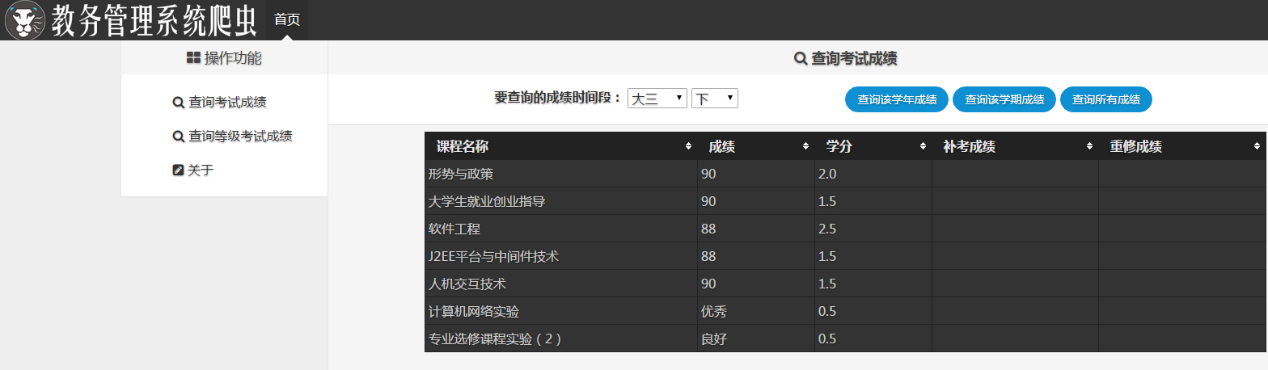 教务管理系统爬虫 首页
操作功能
查询考试成绩
查询等级考试成绩
关于
查询考试成绩
要查询的成绩时间段： 大三 下 查询该学年成绩 查询该学期成绩 查询所有成绩
课程名称 成绩 学分 补考成绩 重修成绩
形势与政策 90 2.0
大学生就业创业指导 90 1.5
软件工程 88 2.5
J2EE平台与中间件技术 88 1.5
人机交互技术 90 1.5
计算机网络实验 优秀 0.5
专业选修课程实验（2） 良好 0.5